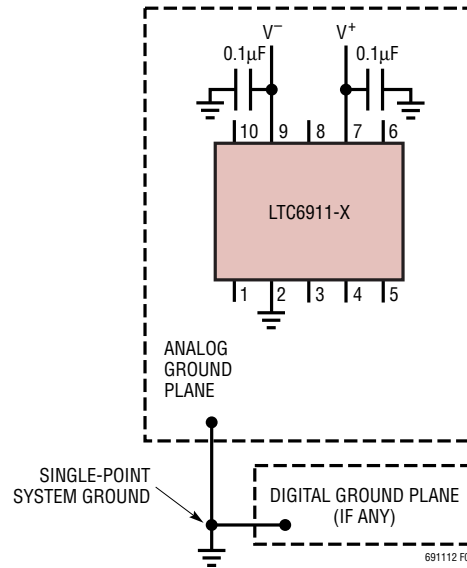 V⁻ V⁺
0.1µF 0.1µF
10 9 8 7 6
LTC6911-X
1 2 3 4 5
ANALOG
GROUND
PLANE
SINGLE-POINT
SYSTEM GROUND
DIGITAL GROUND PLANE
(IF ANY)
691112